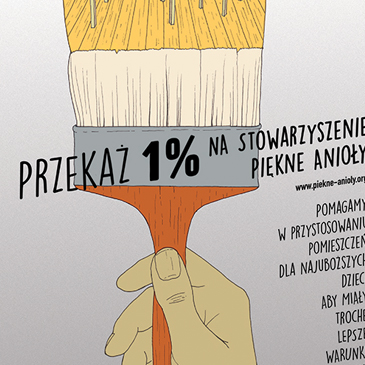 PRZEKAŻ 1% NA STOWARZYSZENIE
PIĘKNE ANIOŁY
www.piekne-anioly.org
POMAGAMY
W PRZYSTOSOWANIU
POMIESZCZEŃ
DLA NAJUBOŻSZYCH
DZIECI
ABY MIAŁY
TROCHĘ
LEPSZE
WARUNK